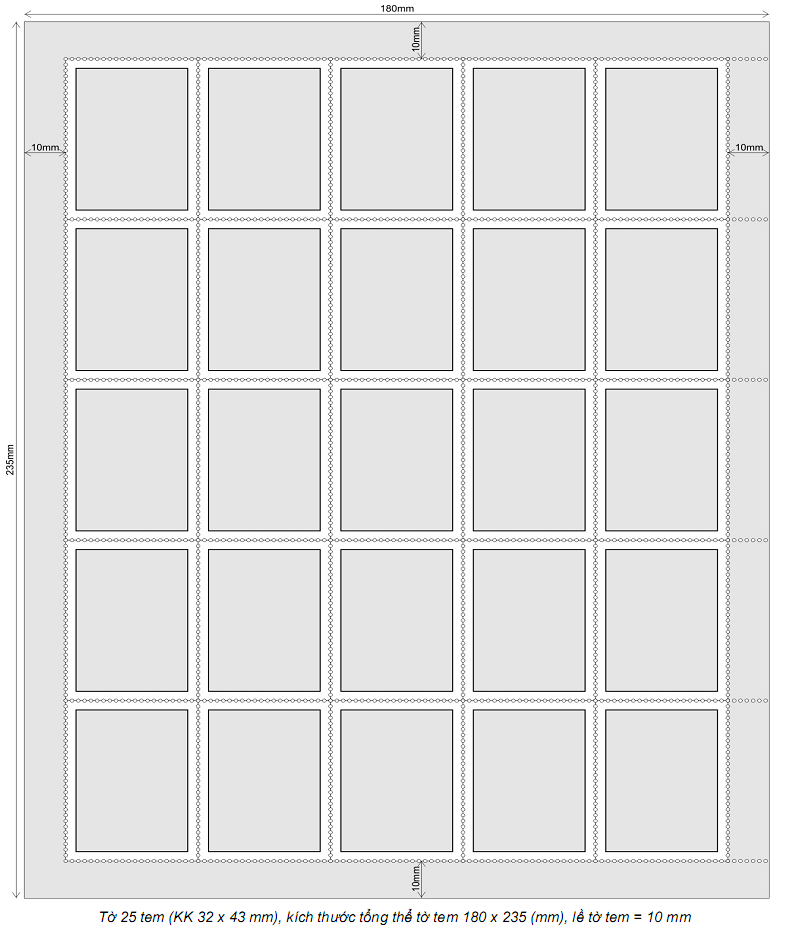 180mm
10mm
10mm
10mm
235mm
10mm
Tờ 25 tem (KK 32 x 43 mm), kích thước tổng thể tờ tem 180 x 235 (mm), lề tờ tem = 10 mm